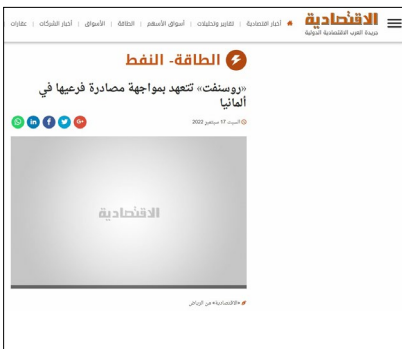 الاقتصادية
جريدة العرب الاقتصادية الدولية
أخبار اقتصادية | تقارير وتحليلات | أسواق الأسهم | الطاقة | الأسواق | أخبار الشركات | عقارات
الطاقة- النفط
«روسنفت» تتعهد بمواجهة مصادرة فرعيها في
ألمانيا
السبت 17 سبتمبر 2022
الاقتصادية
«الاقتصادية» من الرياض